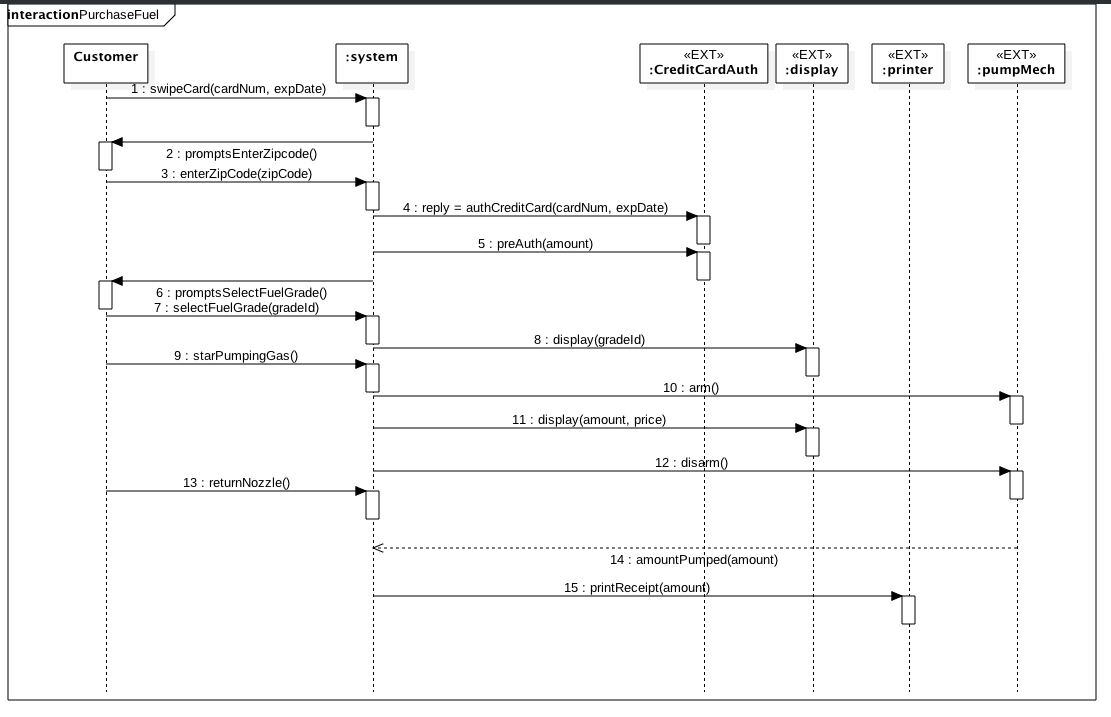 interactionPurchaseFuel
Customer
:system
«EXT»
:CreditCardAuth
«EXT»
:display
«EXT»
:printer
«EXT»
:pumpMech
1 : swipeCard(cardNum, expDate)
2 : promptsEnterZipcode()
3 : enterZipCode(zipCode)
4 : reply = authCreditCard(cardNum, expDate)
5 : preAuth(amount)
6 : promptsSelectFuelGrade()
7 : selectFuelGrade(gradeId)
8 : display(gradeId)
9 : starPumpingGas()
10 : arm()
11 : display(amount, price)
12 : disarm()
13 : returnNozzle()
14 : amountPumped(amount)
15 : printReceipt(amount)